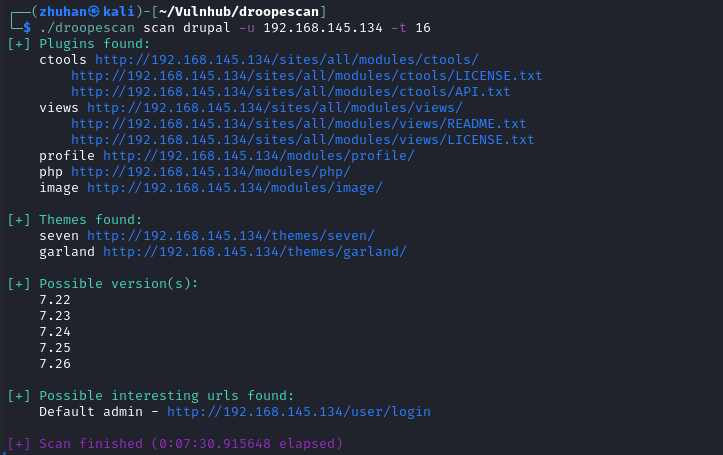 ┌──(zhuhan㉿kali)-[~/Vulnhub/droopescan]
└─$ ./droopescan scan drupal -u 192.168.145.134 -t 16
[+] Plugins found:
    ctools http://192.168.145.134/sites/all/modules/ctools/
        http://192.168.145.134/sites/all/modules/ctools/LICENSE.txt
        http://192.168.145.134/sites/all/modules/ctools/API.txt
    views http://192.168.145.134/sites/all/modules/views/
        http://192.168.145.134/sites/all/modules/views/README.txt
        http://192.168.145.134/sites/all/modules/views/LICENSE.txt
    profile http://192.168.145.134/modules/profile/
    php http://192.168.145.134/modules/php/
    image http://192.168.145.134/modules/image/

[+] Themes found:
    seven http://192.168.145.134/themes/seven/
    garland http://192.168.145.134/themes/garland/

[+] Possible version(s):
    7.22
    7.23
    7.24
    7.25
    7.26

[+] Possible interesting urls found:
    Default admin - http://192.168.145.134/user/login

[+] Scan finished (0:07:30.915648 elapsed)